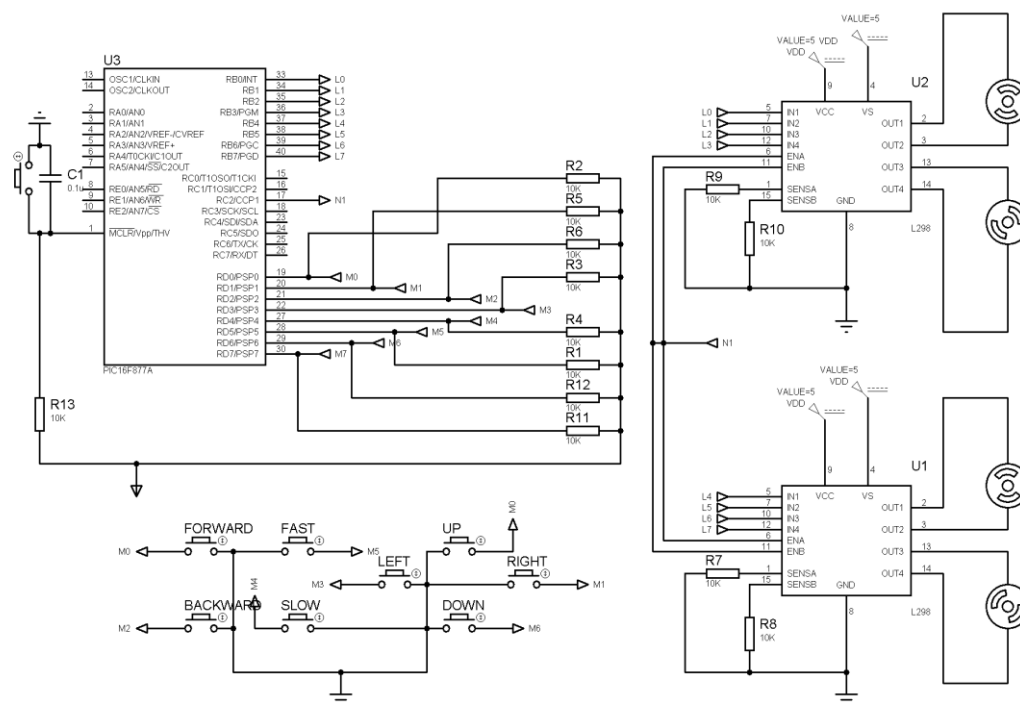 U3
13 OSC1/CLKIN
14 OSC2/CLKOUT
2 RA0/AN0
3 RA1/AN1
4 RA2/AN2/VREF-/CVREF
5 RA3/AN3/VREF+
6 RA4/T0CKI/C1OUT
7 RA5/AN4/SS/C2OUT
8 RE0/AN5/RD
9 RE1/AN6/WR
10 RE2/AN7/CS
1 MCLR/Vpp/THV
RB0/INT 33 L0
RB1 34 L1
RB2 35 L2
RB3/PGM 36 L3
RB4 37 L4
RB5 38 L5
RB6/PGC 39 L6
RB7/PGD 40 L7
RC0/T1OSO/T1CKI 15
RC1/T1OSI/CCP2 16
RC2/CCP1 17 N1
RC3/SCK/SCL 18
RC4/SDI/SDA 23
RC5/SDO 24
RC6/TX/CK 25
RC7/RX/DT 26
RD0/PSP0 19 M0
RD1/PSP1 20 M1
RD2/PSP2 21 M2
RD3/PSP3 22 M3
RD4/PSP4 27 M4
RD5/PSP5 28 M5
RD6/PSP6 29 M6
RD7/PSP7 30 M7
PIC16F877A
C1
0.1u
R13
10K
R2
10K
R5
10K
R6
10K
R3
10K
R4
10K
R1
10K
R12
10K
R11
10K
FORWARD
M0
FAST
M5
UP
M0
LEFT
M3
RIGHT
M1
BACKWARD
M2
M4
SLOW
DOWN
M6
VALUE=5
VDD
VALUE=5
VDD
U2
9 VCC
4 VS
L0 5 IN1
L1 7 IN2
L2 10 IN3
L3 12 IN4
6 ENA
11 ENB
1 SENSA
15 SENSB
GND 8
OUT1 2
OUT2 3
OUT3 13
OUT4 14
L298
R9
10K
R10
10K
N1
VALUE=5
VDD
VALUE=5
VDD
U1
9 VCC
4 VS
L4 5 IN1
L5 7 IN2
L6 10 IN3
L7 12 IN4
6 ENA
11 ENB
1 SENSA
15 SENSB
GND 8
OUT1 2
OUT2 3
OUT3 13
OUT4 14
L298
R7
10K
R8
10K